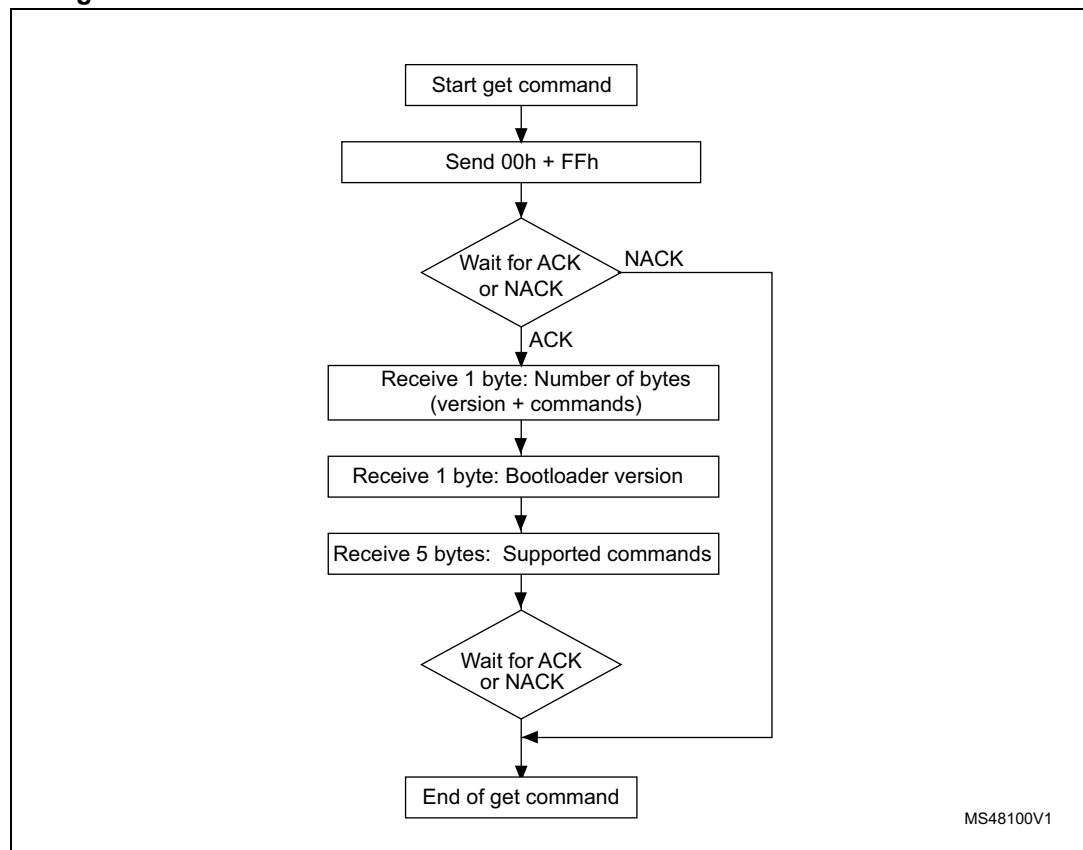 Start get command
Send 00h + FFh
Wait for ACK
or NACK
NACK
ACK
Receive 1 byte: Number of bytes
(version + commands)
Receive 1 byte: Bootloader version
Receive 5 bytes: Supported commands
Wait for ACK
or NACK
End of get command
MS48100V1